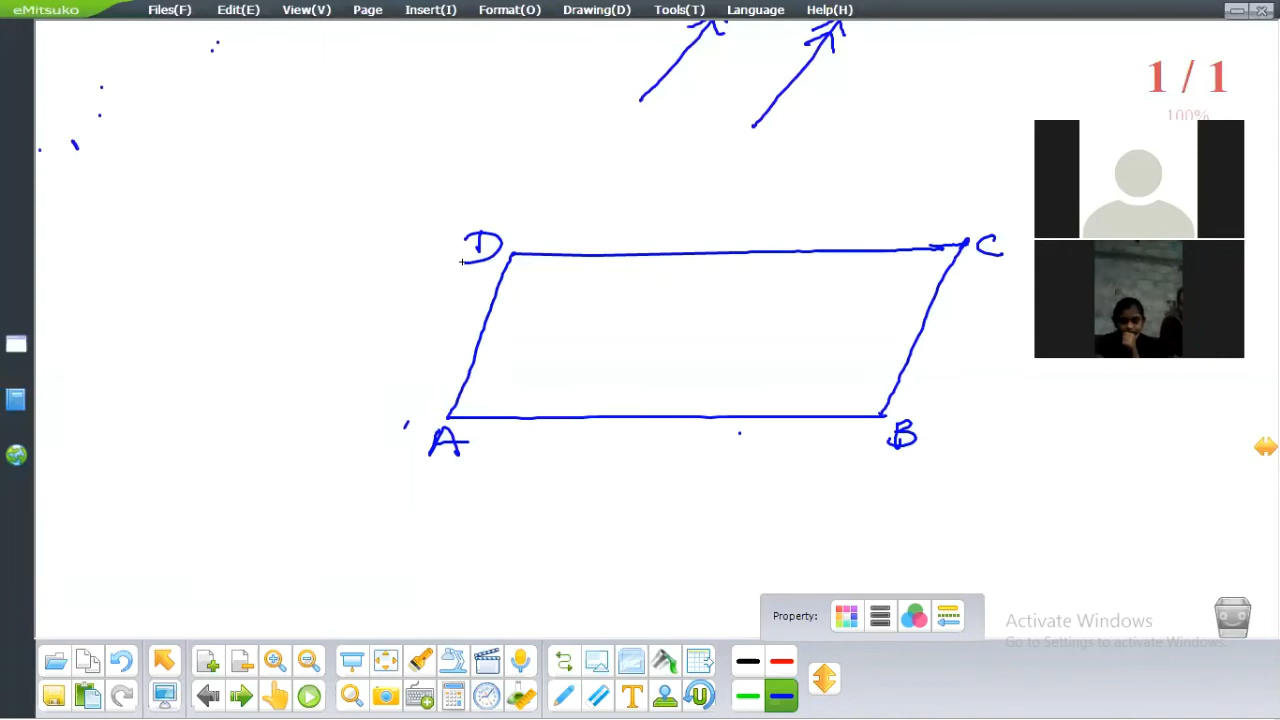 eMitsuko Files(F) Edit(E) View(V) Page Insert(I) Format(O) Drawing(D) Tools(T) Language Help(H)
1 / 1
100%
D C
A B
Property:
Activate Windows
Go to Settings to activate Windows.